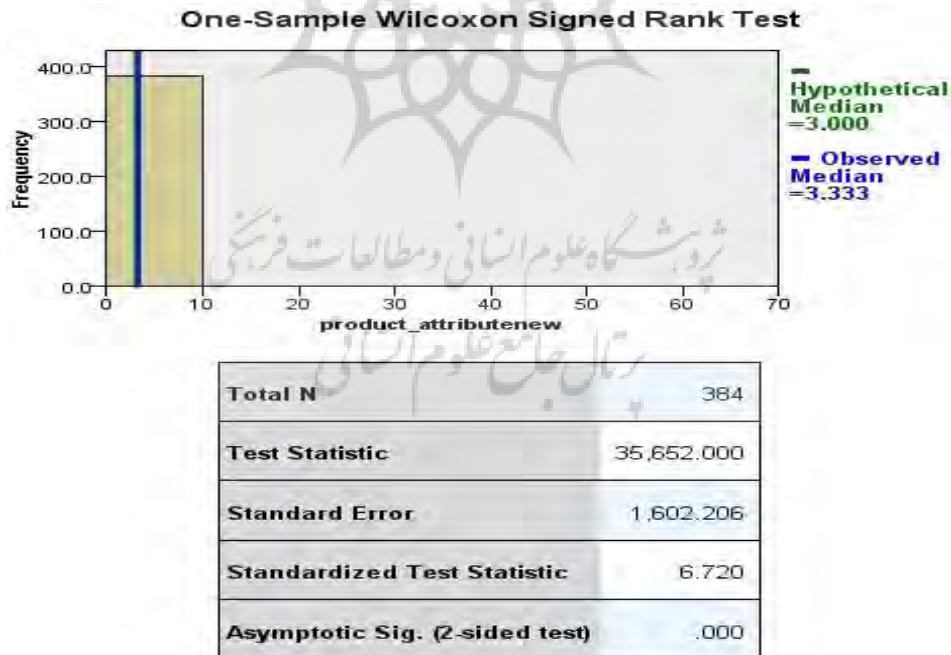 One-Sample Wilcoxon Signed Rank Test
400.0
300.0
200.0
100.0
0.0
Frequency
0 10 20 30 40 50 60 70
product_attributenew
Hypothetical
Median
=3.000
Observed
Median
=3.333
پژوهشگاه علوم انسانی و مطالعات فرهنگی
پرتال جامع علوم انسانی
Total N 384
Test Statistic 35,652.000
Standard Error 1,602.206
Standardized Test Statistic 6.720
Asymptotic Sig. (2-sided test) .000